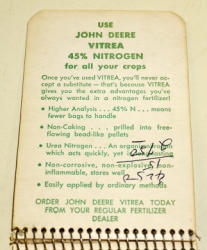 USE
JOHN DEERE
VITREA
45% NITROGEN
for all your crops
Once you've used VITREA, you'll never ac-
cept a substitute – that's because VITREA
gives you the extra advantages you've
always wanted in a nitrogen fertilizer!
• Higher Analysis . . . 45% N . . . means
fewer bags to handle
• Non-Caking . . . prilled into free-
flowing bead-like pellets
• Urea Nitrogen . . . An organic
which acts quickly, yet
• Non-corrosive, non-explosive, non-
inflammable, stores well
• Easily applied by ordinary methods
ORDER JOHN DEERE VITREA TODAY
FROM YOUR REGULAR FERTILIZER
DEALER